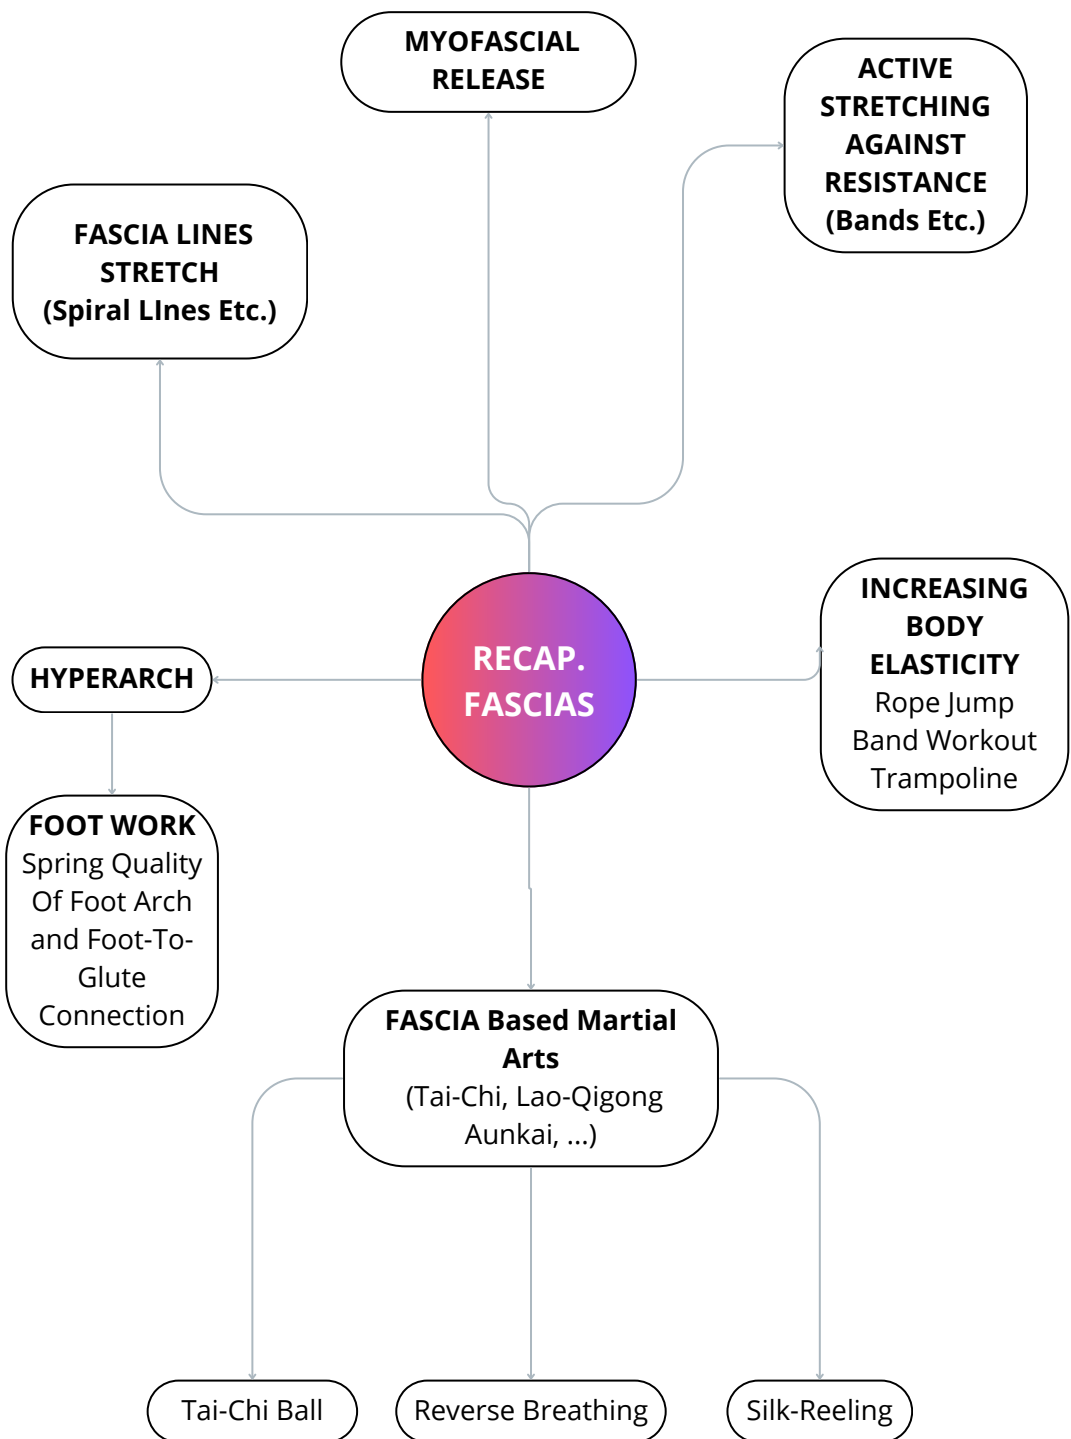 MYOFASCIAL
RELEASE
ACTIVE
STRETCHING
AGAINST
RESISTANCE
(Bands Etc.)
FASCIA LINES
STRETCH
(Spiral LInes Etc.)
RECAP.
FASCIAS
INCREASING
BODY
ELASTICITY
Rope Jump
Band Workout
Trampoline
HYPERARCH
FOOT WORK
Spring Quality
Of Foot Arch
and Foot-To-
Glute
Connection
FASCIA Based Martial
Arts
(Tai-Chi, Lao-Qigong
Aunkai, ...)
Tai-Chi Ball
Reverse Breathing
Silk-Reeling